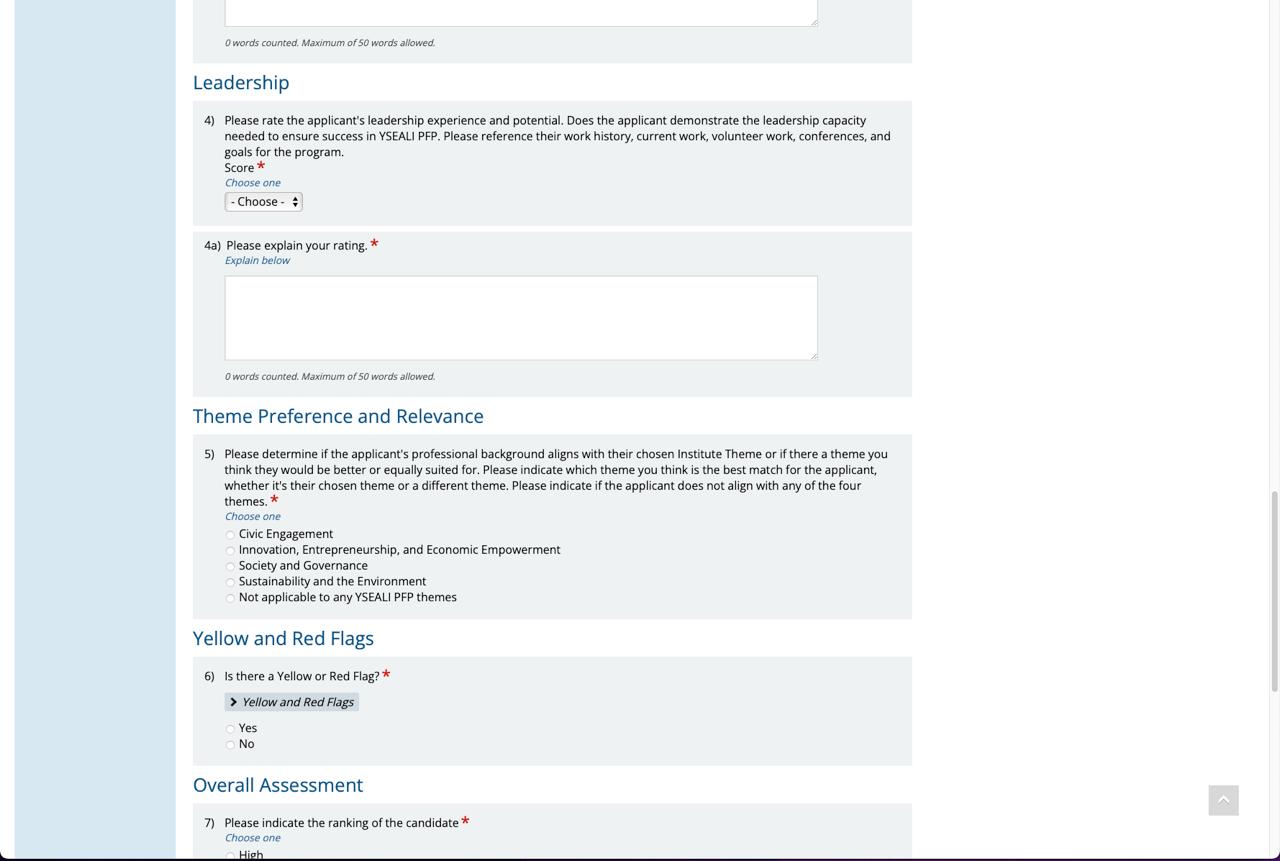 0 words counted. Maximum of 50 words allowed.
Leadership
4) Please rate the applicant's leadership experience and potential. Does the applicant demonstrate the leadership capacity
needed to ensure success in YSEALI PFP. Please reference their work history, current work, volunteer work, conferences, and
goals for the program.
Score *
Choose one
- Choose -
4a) Please explain your rating. *
Explain below
0 words counted. Maximum of 50 words allowed.
Theme Preference and Relevance
5) Please determine if the applicant's professional background aligns with their chosen Institute Theme or if there a theme you
think they would be better or equally suited for. Please indicate which theme you think is the best match for the applicant,
whether it's their chosen theme or a different theme. Please indicate if the applicant does not align with any of the four
themes. *
Choose one
Civic Engagement
Innovation, Entrepreneurship, and Economic Empowerment
Society and Governance
Sustainability and the Environment
Not applicable to any YSEALI PFP themes
Yellow and Red Flags
6) Is there a Yellow or Red Flag? *
Yellow and Red Flags
Yes
No
Overall Assessment
7) Please indicate the ranking of the candidate *
Choose one
High